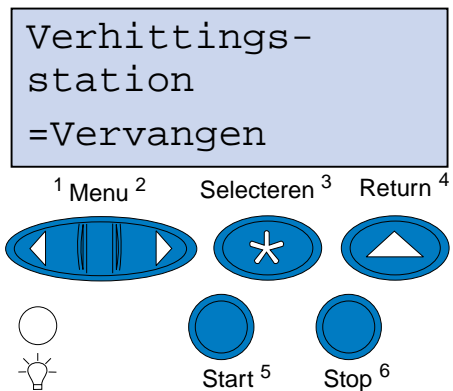 Verhittings-
station
=Vervangen
1 Menu 2 Selecteren 3 Return 4
Start 5 Stop 6